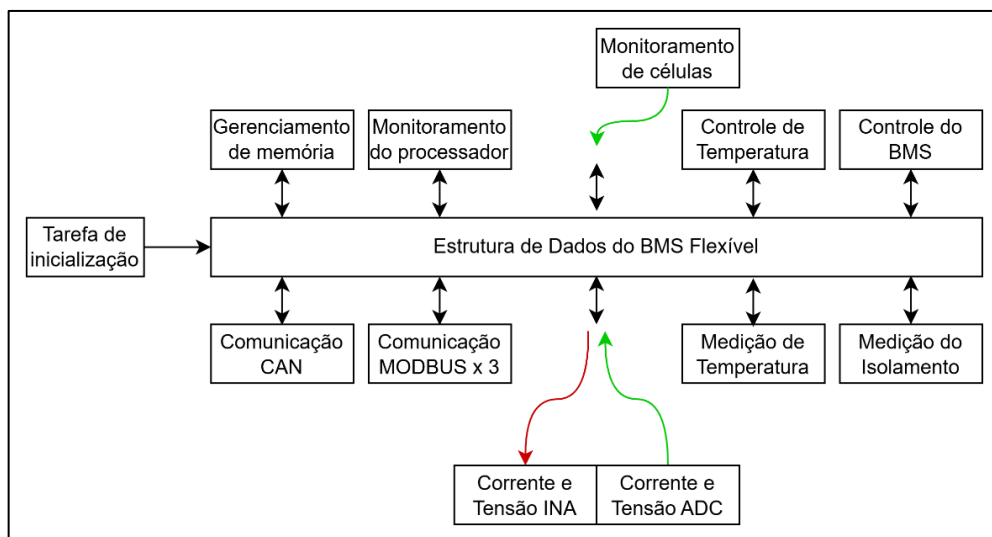 Monitoramento
de células
Gerenciamento
de memória
Monitoramento
do processador
Controle de
Temperatura
Controle do
BMS
Tarefa de
inicialização
Estrutura de Dados do BMS Flexível
Comunicação
CAN
Comunicação
MODBUS x 3
Medição de
Temperatura
Medição do
Isolamento
Corrente e
Tensão INA
Corrente e
Tensão ADC